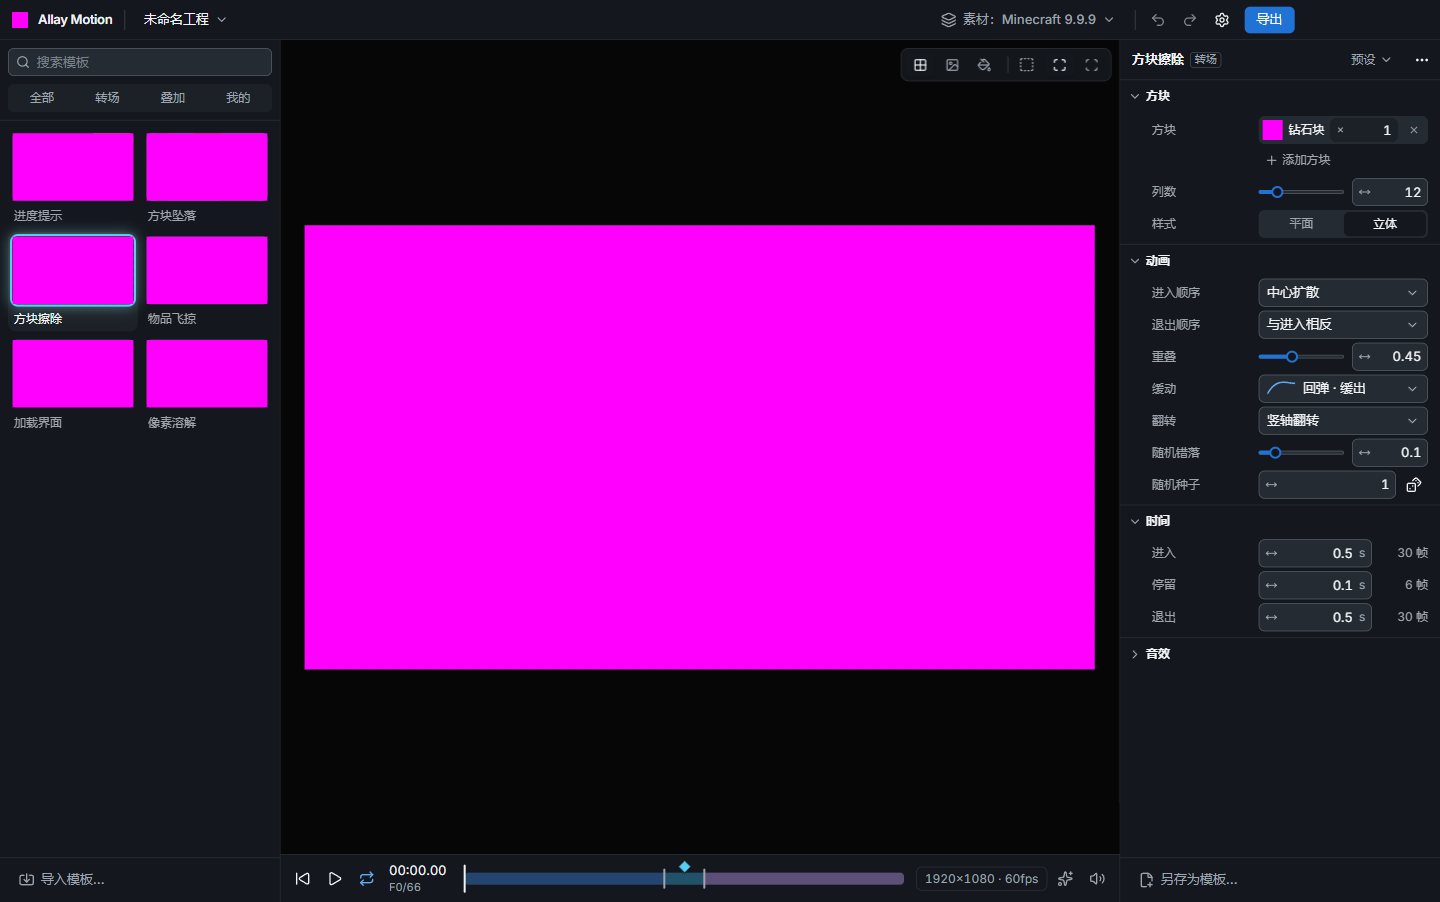 Allay Motion
未命名工程
素材: Minecraft 9.9.9
导出
搜索模板
全部
转场
叠加
我的
进度提示
方块坠落
方块擦除
物品飞掠
加载界面
像素溶解
导入模板...
00:00.00
F0/66
1920×1080 · 60fps
方块擦除
转场
预设
方块
方块
钻石块
×
1
添加方块
列数
12
样式
平面
立体
动画
进入顺序
中心扩散
退出顺序
与进入相反
重叠
0.45
缓动
回弹 · 缓出
翻转
竖轴翻转
随机错落
0.1
随机种子
1
时间
进入
0.5 s
30 帧
停留
0.1 s
6 帧
退出
0.5 s
30 帧
音效
另存为模板...